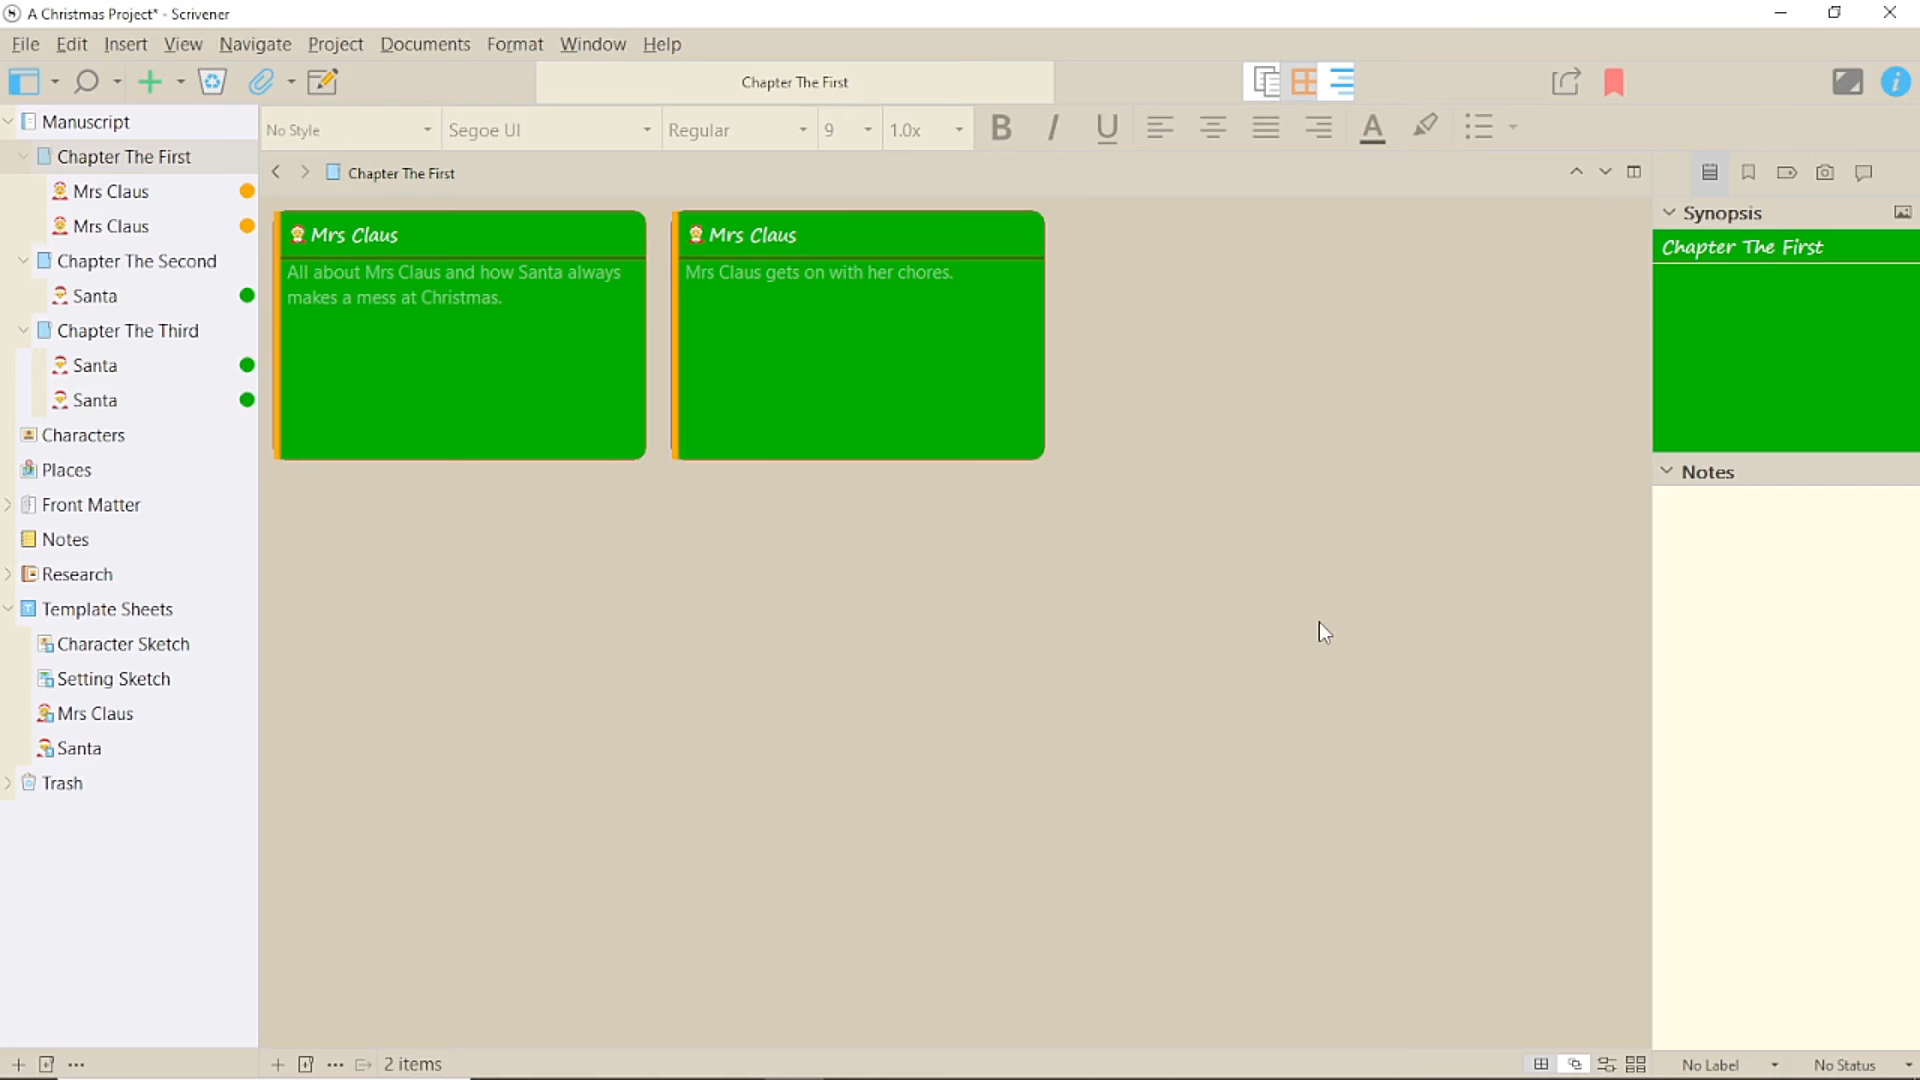 A Christmas Project* - Scrivener
File Edit Insert View Navigate Project Documents Format Window Help
Chapter The First
No Style Segoe UI Regular 9 1.0x B I U A
Manuscript
Chapter The First
Mrs Claus
Mrs Claus
Chapter The Second
Santa
Chapter The Third
Santa
Santa
Characters
Places
Front Matter
Notes
Research
Template Sheets
Character Sketch
Setting Sketch
Mrs Claus
Santa
Trash
Chapter The First
Mrs Claus
All about Mrs Claus and how Santa always
makes a mess at Christmas.
Mrs Claus
Mrs Claus gets on with her chores.
Synopsis
Chapter The First
Notes
2 items
No Label
No Status